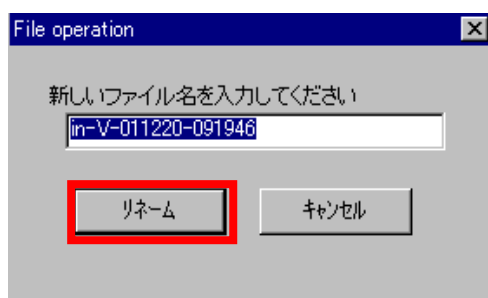 File operation
新しいファイル名を入力してください
in-V-011220-091946
リネーム
キャンセル